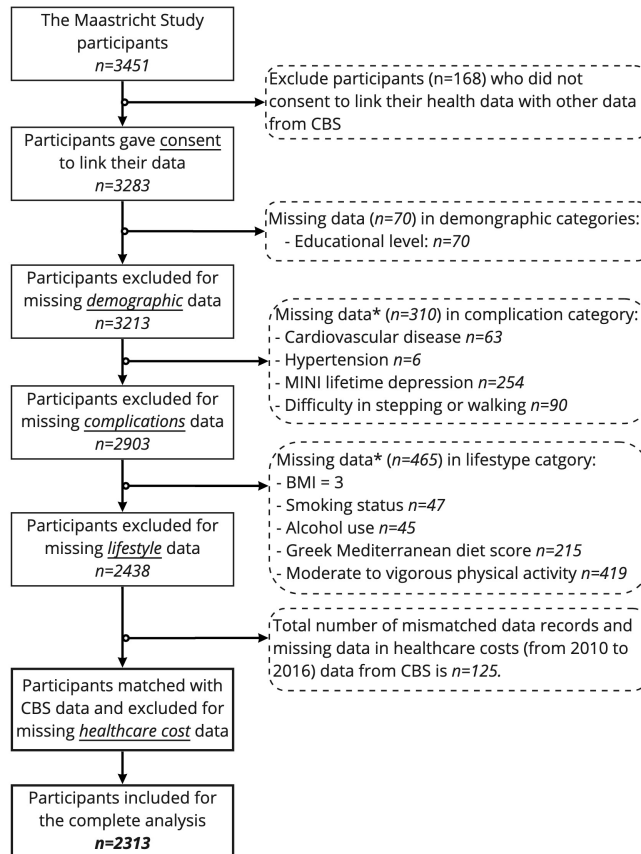 The Maastricht Study
participants
n=3451
Exclude participants (n=168) who did not
consent to link their health data with other data
from CBS
Participants gave consent
to link their data
n=3283
Missing data (n=70) in demongraphic categories:
- Educational level: n=70
Participants excluded for
missing demographic data
n=3213
Missing data* (n=310) in complication category:
- Cardiovascular disease n=63
- Hypertension n=6
- MINI lifetime depression n=254
- Difficulty in stepping or walking n=90
Participants excluded for
missing complications data
n=2903
Missing data* (n=465) in lifestype catgory:
- BMI = 3
- Smoking status n=47
- Alcohol use n=45
- Greek Mediterranean diet score n=215
- Moderate to vigorous physical activity n=419
Participants excluded for
missing lifestyle data
n=2438
Total number of mismatched data records and
missing data in healthcare costs (from 2010 to
2016) data from CBS is n=125.
Participants matched with
CBS data and excluded for
missing healthcare cost data
Participants included for
the complete analysis
n=2313